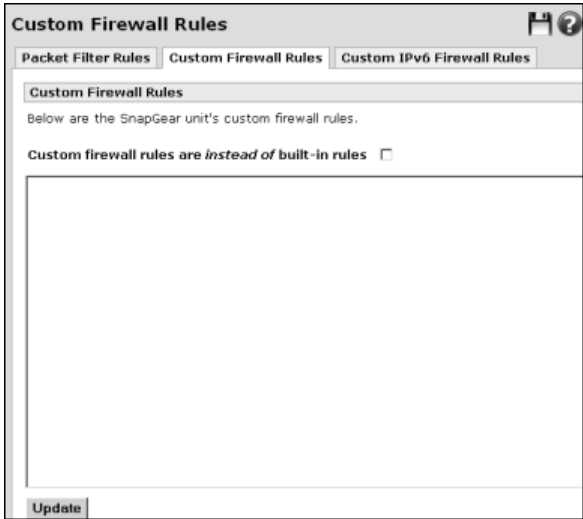 Custom Firewall Rules
Packet Filter Rules Custom Firewall Rules Custom IPv6 Firewall Rules
Custom Firewall Rules
Below are the SnapGear unit's custom firewall rules.
Custom firewall rules are instead of built-in rules
Update